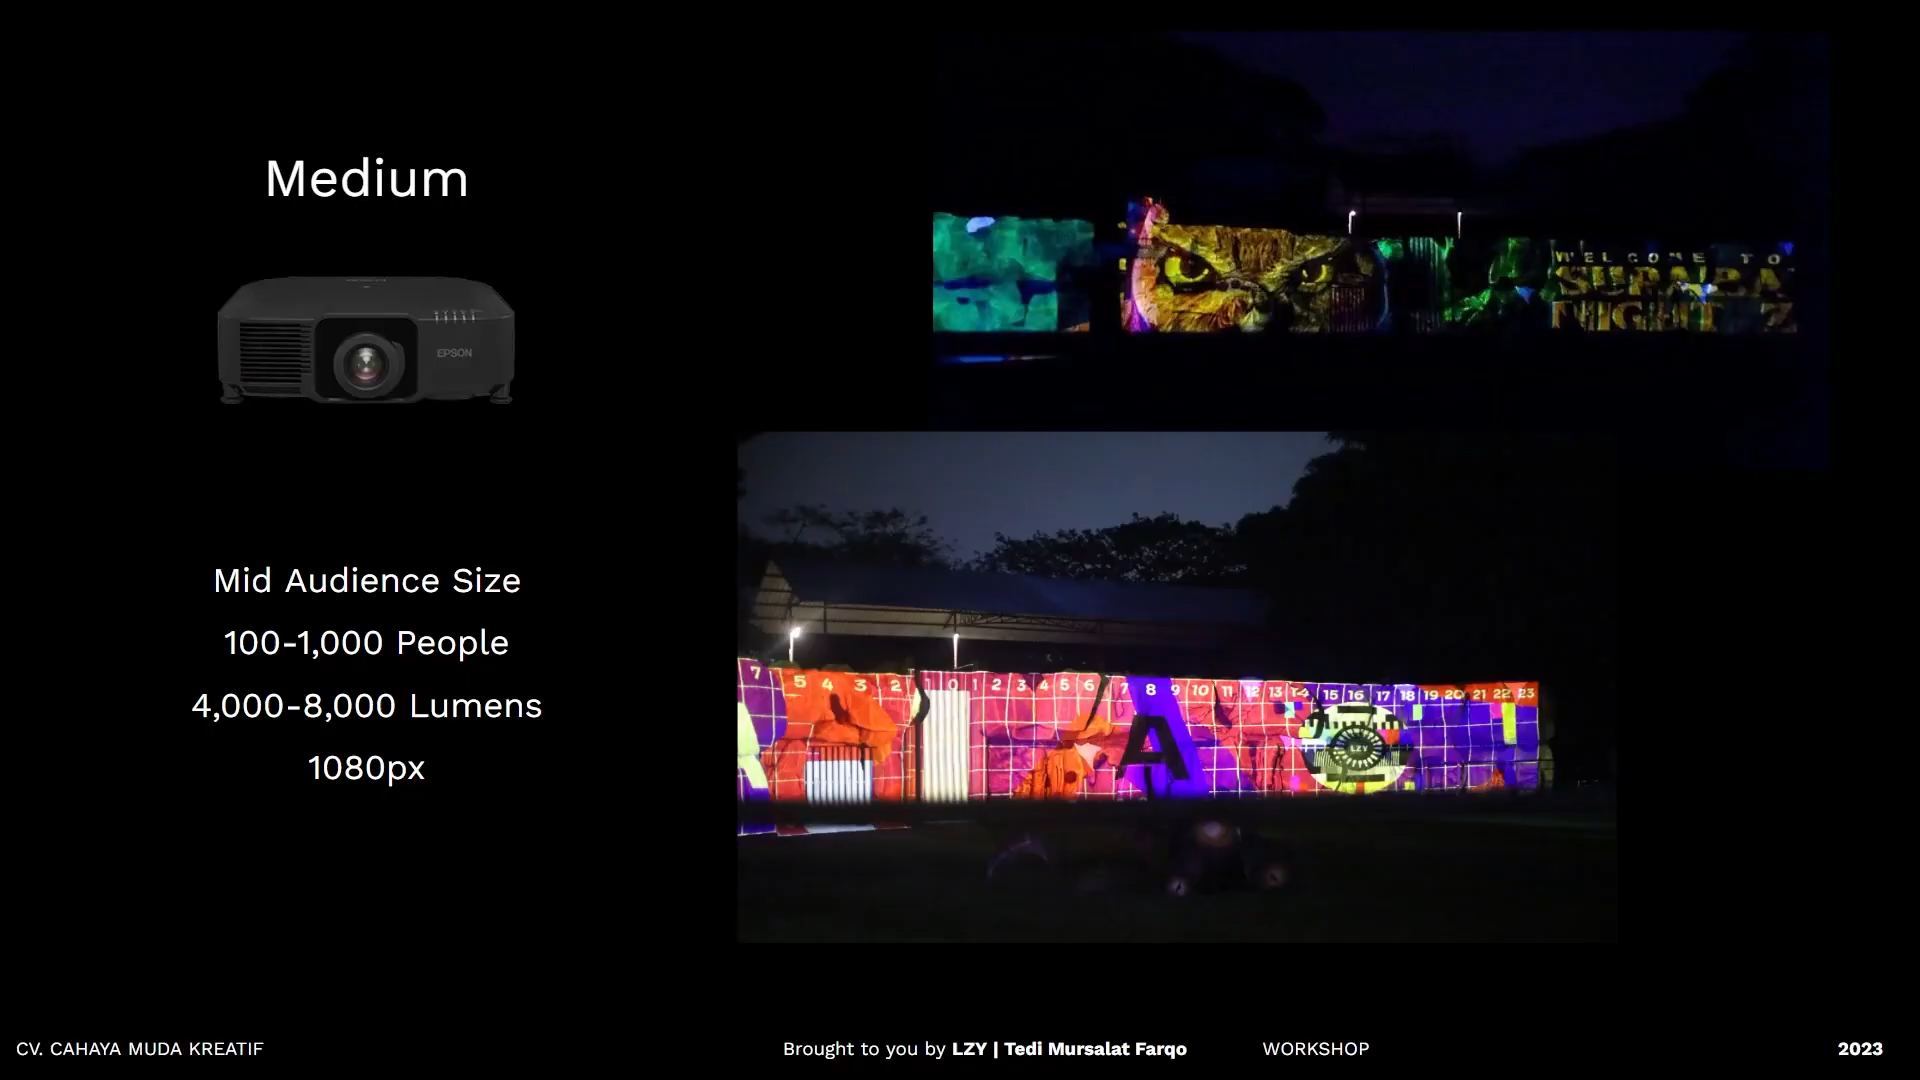 Medium
EPSON
Mid Audience Size
100-1,000 People
4,000-8,000 Lumens
1080px
WELCOME TO
NIGHT Z
7 5 4 3 2 1 0 1 2 3 4 5 6 7 8 9 10 11 12 13 14 15 16 17 18 19 20 21 22 23
A
LZY
CV. CAHAYA MUDA KREATIF
Brought to you by LZY | Tedi Mursalat Farqo
WORKSHOP
2023